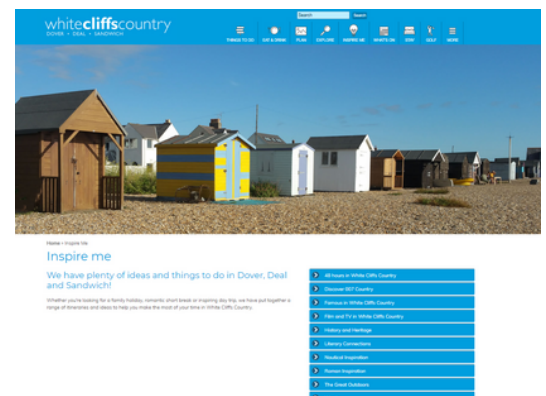 whitecliffscountry
DOVER • DEAL • SANDWICH
Search Search
THINGS TO DO EAT & DRINK PLAN EXPLORE INSPIRE ME WHAT'S ON STAY GOLF MORE
Home > Inspire Me
Inspire me
We have plenty of ideas and things to do in Dover, Deal
and Sandwich!
Whether you're looking for a family holiday, romantic short break or inspiring day trip, we have put together a
range of itineraries and ideas to help you make the most of your time in White Cliffs Country.
48 hours in White Cliffs Country
Discover 007 Country
Famous in White Cliffs Country
Film and TV in White Cliffs Country
History and Heritage
Literary Connections
Nautical Inspiration
Roman Inspiration
The Great Outdoors